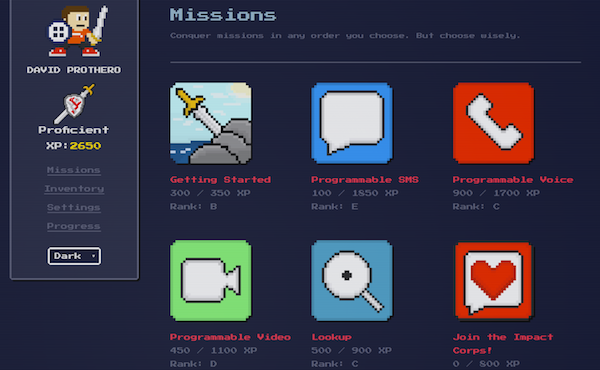 DAVID PROTHERO
Proficient
XP:2650
Missions
Inventory
Settings
Progress
Dark
Missions
Conquer missions in any order you choose. But choose wisely.
Getting Started
300 / 350 XP
Rank: B
Programmable SMS
100 / 1850 XP
Rank: E
Programmable Voice
900 / 1700 XP
Rank: C
Programmable Video
450 / 1100 XP
Rank: D
Lookup
500 / 900 XP
Rank: C
Join the Impact
Corps!
0 / 800 XP